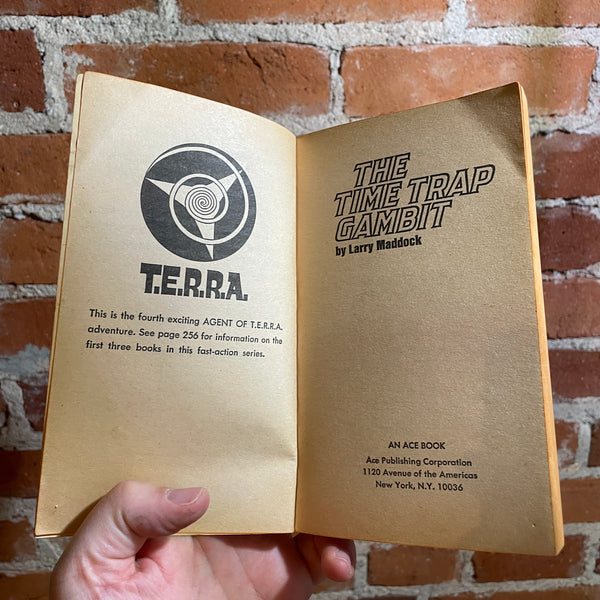 T.E.R.R.A.
This is the fourth exciting AGENT OF T.E.R.R.A.
adventure. See page 256 for information on the
first three books in this fast-action series.
THE
TIME TRAP
GAMBIT
by Larry Maddock
AN ACE BOOK
Ace Publishing Corporation
1120 Avenue of the Americas
New York, N.Y. 10036